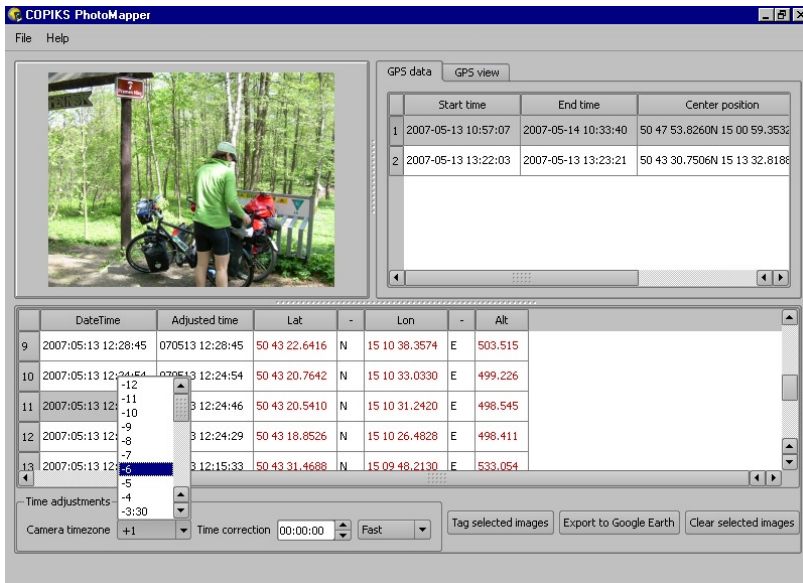 COPIKS PhotoMapper
File Help
GPS data GPS view
Start time End time Center position
1 2007-05-13 10:57:07 2007-05-14 10:33:40 50 47 53.8260N 15 00 59.3532
2 2007-05-13 13:22:03 2007-05-13 13:23:21 50 43 30.7506N 15 13 32.8188
DateTime Adjusted time Lat - Lon - Alt
9 2007:05:13 12:28:45 070513 12:28:45 50 43 22.6416 N 15 10 38.3574 E 503.515
10 2007:05:13 12:24:54 070513 12:24:54 50 43 20.7642 N 15 10 33.0330 E 499.226
11 2007:05:13 12: 3 12:24:46 50 43 20.5410 N 15 10 31.2420 E 498.545
12 2007:05:13 12: 3 12:24:29 50 43 18.8526 N 15 10 26.4828 E 498.411
13 2007:05:13 12: 3 12:15:33 50 43 31.4688 N 15 09 48.2130 E 533.054
-12
-11
-10
-9
-8
-7
-6
-5
-4
-3:30
Time adjustments
Camera timezone +1 Time correction 00:00:00 Fast Tag selected images Export to Google Earth Clear selected images